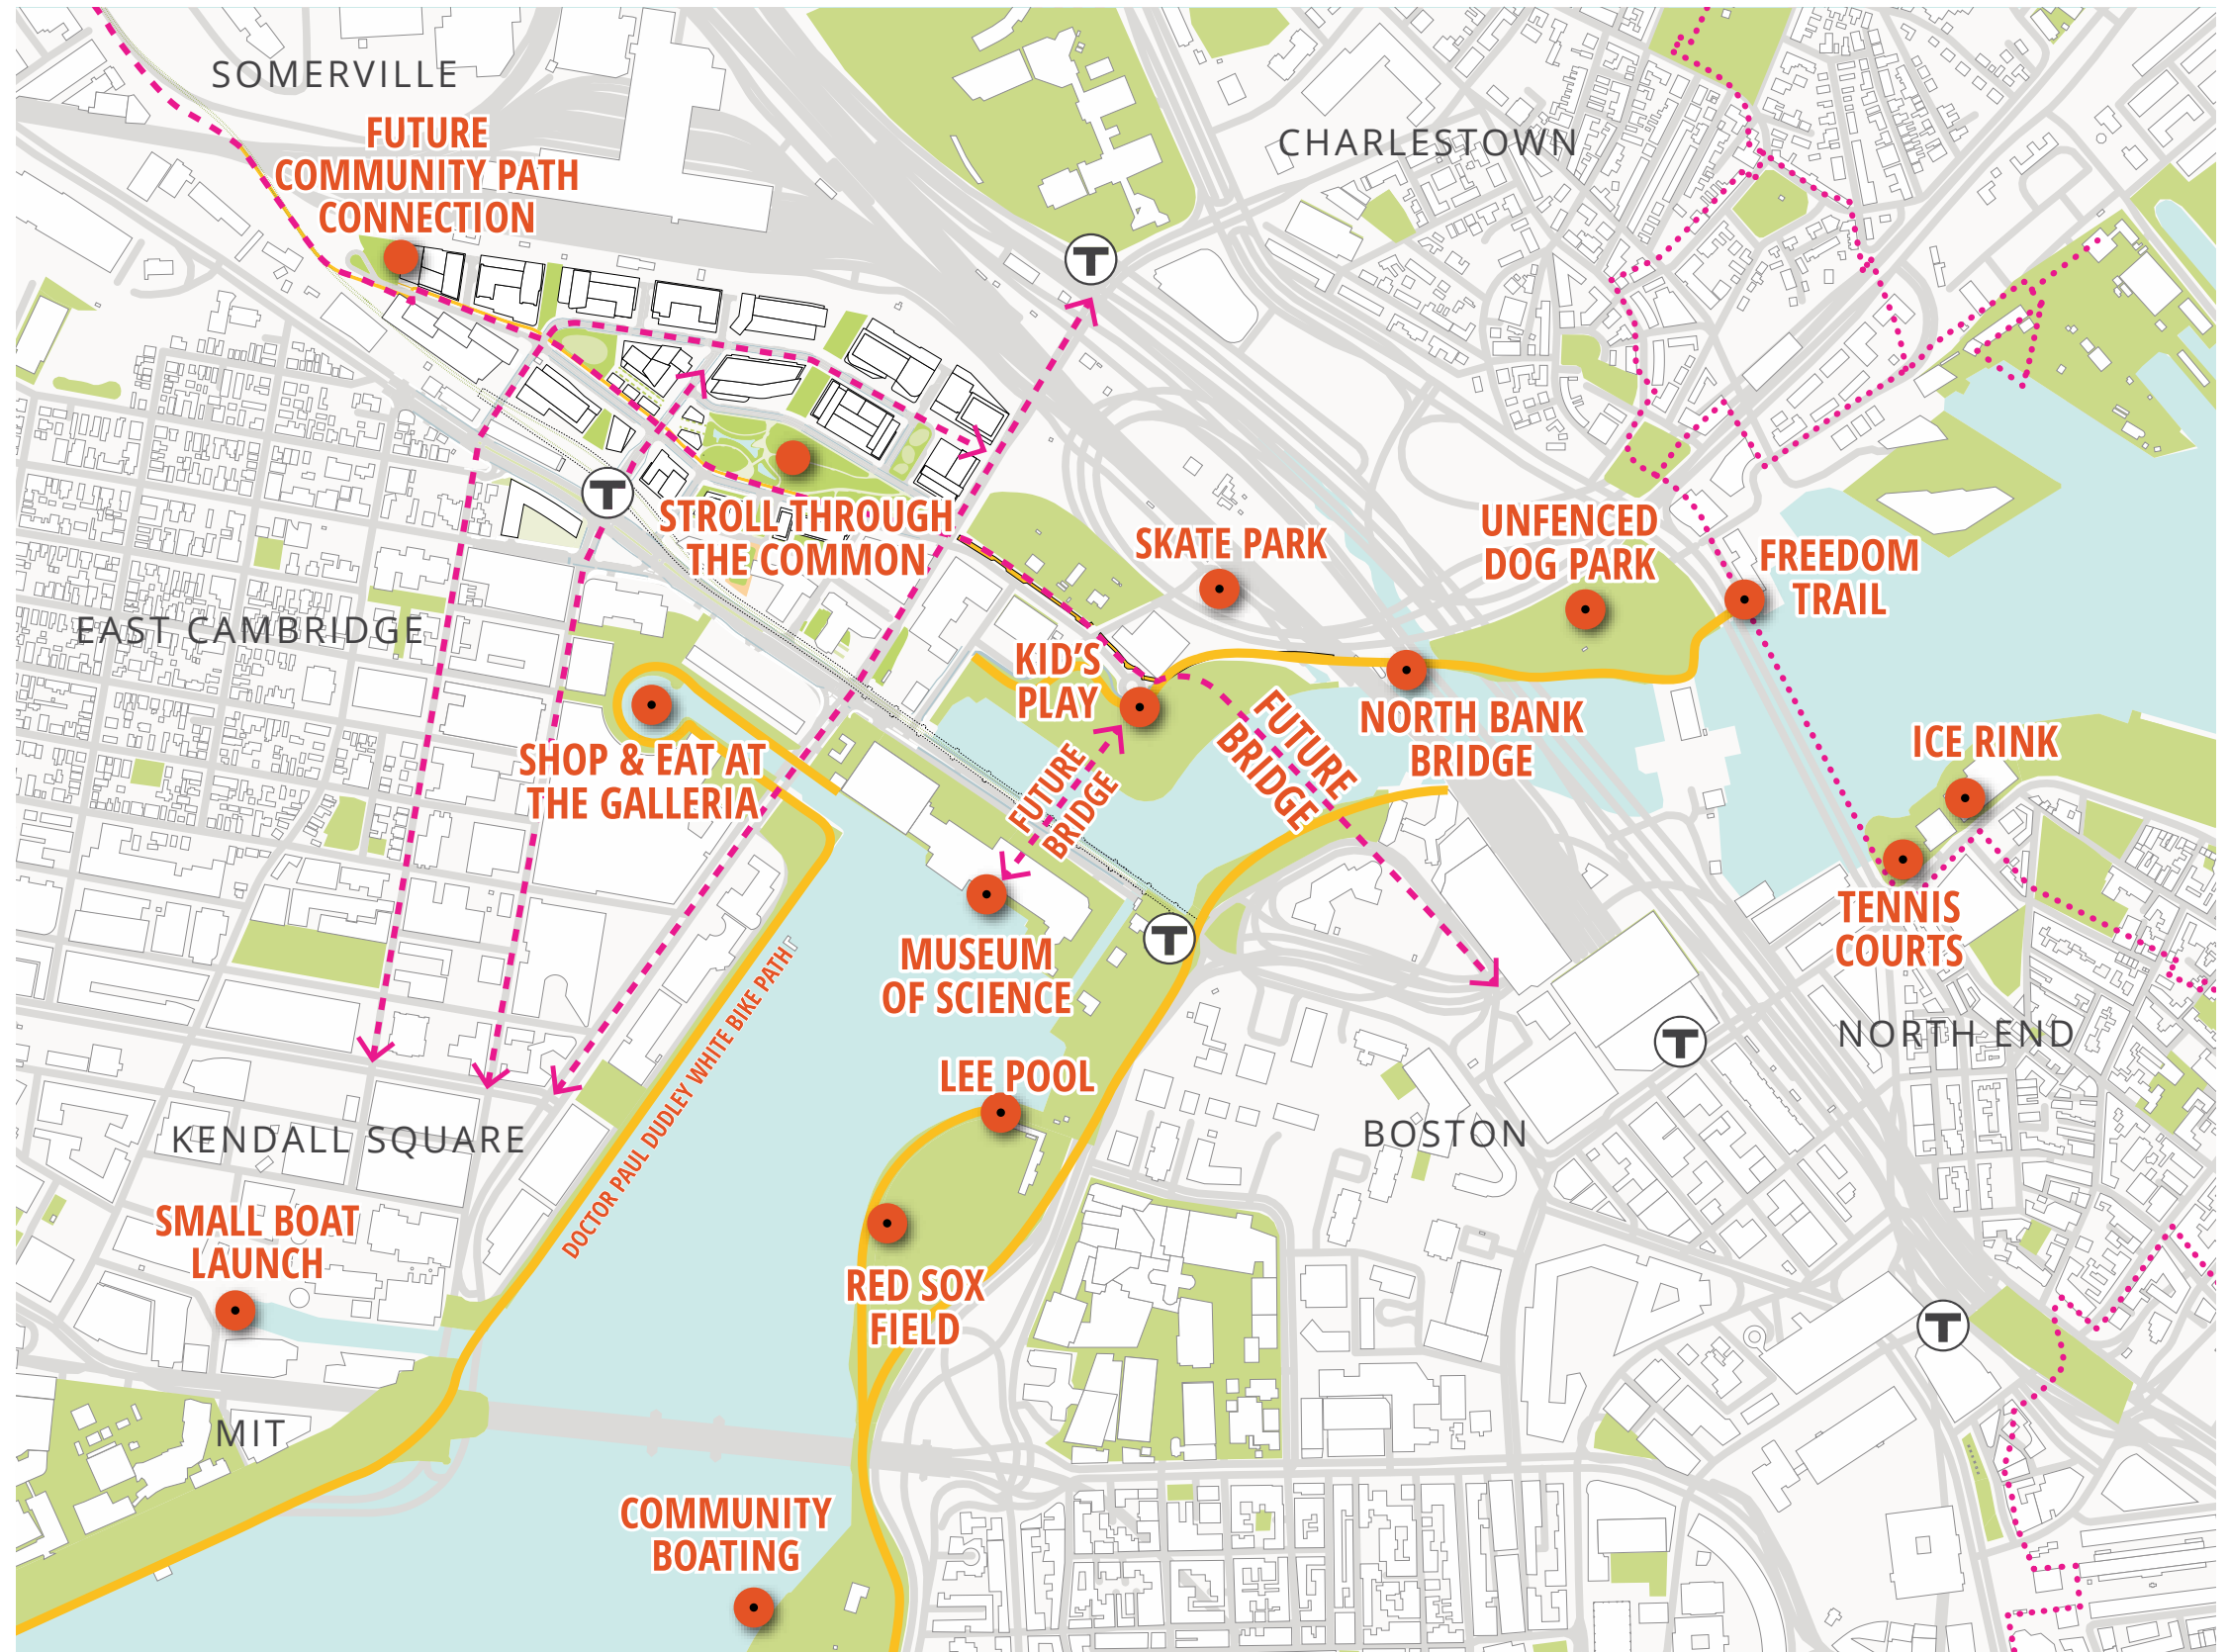 SOMERVILLE
FUTURE
COMMUNITY PATH
CONNECTION
CHARLESTOWN
T
T
STROLL THROUGH
THE COMMON
SKATE PARK
UNFENCED
DOG PARK
FREEDOM
TRAIL
EAST CAMBRIDGE
KID'S
PLAY
SHOP & EAT AT
THE GALLERIA
FUTURE
BRIDGE
FUTURE
BRIDGE
NORTH BANK
BRIDGE
ICE RINK
TENNIS
COURTS
MUSEUM
OF SCIENCE
T
T
NORTH END
DOCTOR PAUL DUDLEY WHITE BIKE PATH
LEE POOL
BOSTON
KENDALL SQUARE
SMALL BOAT
LAUNCH
RED SOX
FIELD
T
MIT
COMMUNITY
BOATING